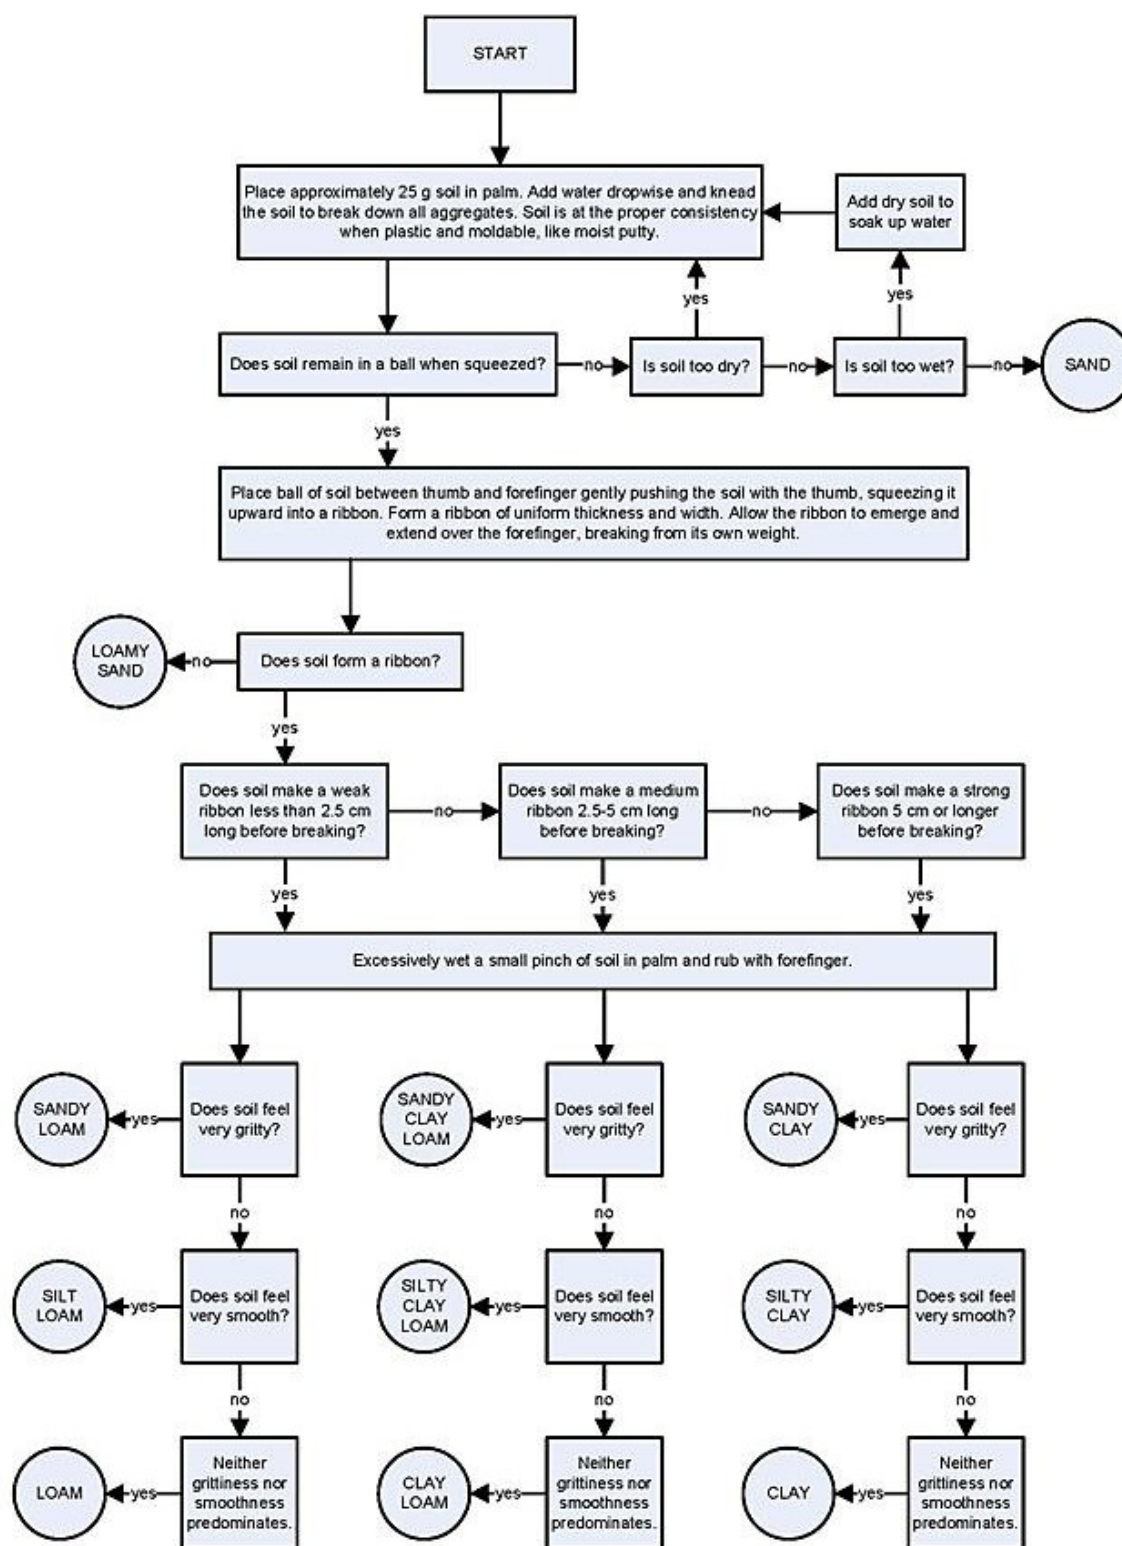 START
Place approximately 25 g soil in palm. Add water dropwise and knead
the soil to break down all aggregates. Soil is at the proper consistency
when plastic and moldable, like moist putty.
Add dry soil to
soak up water
yes
yes
Does soil remain in a ball when squeezed?
no
Is soil too dry?
no
Is soil too wet?
no
SAND
yes
Place ball of soil between thumb and forefinger gently pushing the soil with the thumb, squeezing it
upward into a ribbon. Form a ribbon of uniform thickness and width. Allow the ribbon to emerge and
extend over the forefinger, breaking from its own weight.
LOAMY
SAND
no
Does soil form a ribbon?
yes
Does soil make a weak
ribbon less than 2.5 cm
long before breaking?
no
Does soil make a medium
ribbon 2.5-5 cm long
before breaking?
no
Does soil make a strong
ribbon 5 cm or longer
before breaking?
yes
yes
yes
Excessively wet a small pinch of soil in palm and rub with forefinger.
SANDY
LOAM
yes
Does soil feel
very gritty?
SANDY
CLAY
LOAM
yes
Does soil feel
very gritty?
SANDY
CLAY
yes
Does soil feel
very gritty?
no
no
no
SILT
LOAM
yes
Does soil feel
very smooth?
SILTY
CLAY
LOAM
yes
Does soil feel
very smooth?
SILTY
CLAY
yes
Does soil feel
very smooth?
no
no
no
LOAM
yes
Neither
grittiness nor
smoothness
predominates.
CLAY
LOAM
yes
Neither
grittiness nor
smoothness
predominates.
CLAY
yes
Neither
grittiness nor
smoothness
predominates.